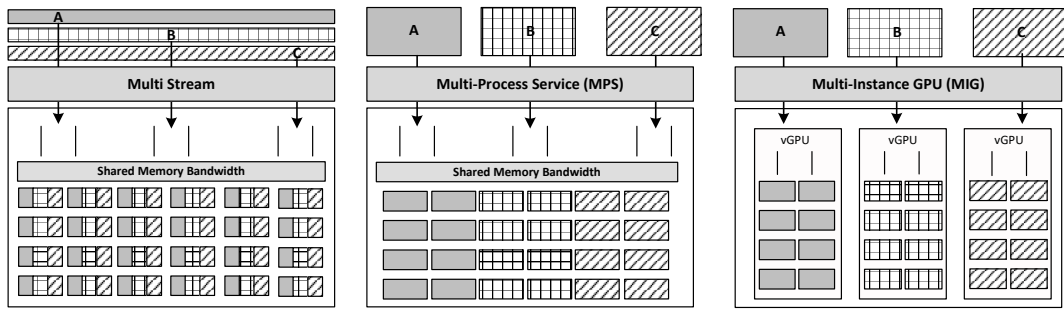 A
B
C
Multi Stream
Shared Memory Bandwidth
A
B
C
Multi-Process Service (MPS)
Shared Memory Bandwidth
A
B
C
Multi-Instance GPU (MIG)
vGPU
vGPU
vGPU